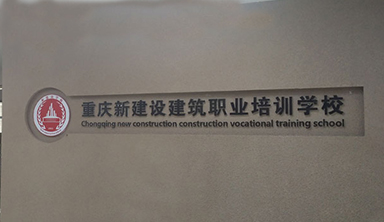 重庆新建设建筑职业培训学校
Chongqing new construction construction vocational training school